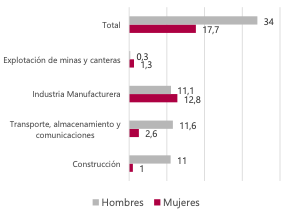 Total
34
17,7
Explotación de minas y canteras
0,3
1,3
Industria Manufacturera
11,1
12,8
Transporte, almacenamiento y
comunicaciones
11,6
2,6
Construcción
11
1
Hombres
Mujeres